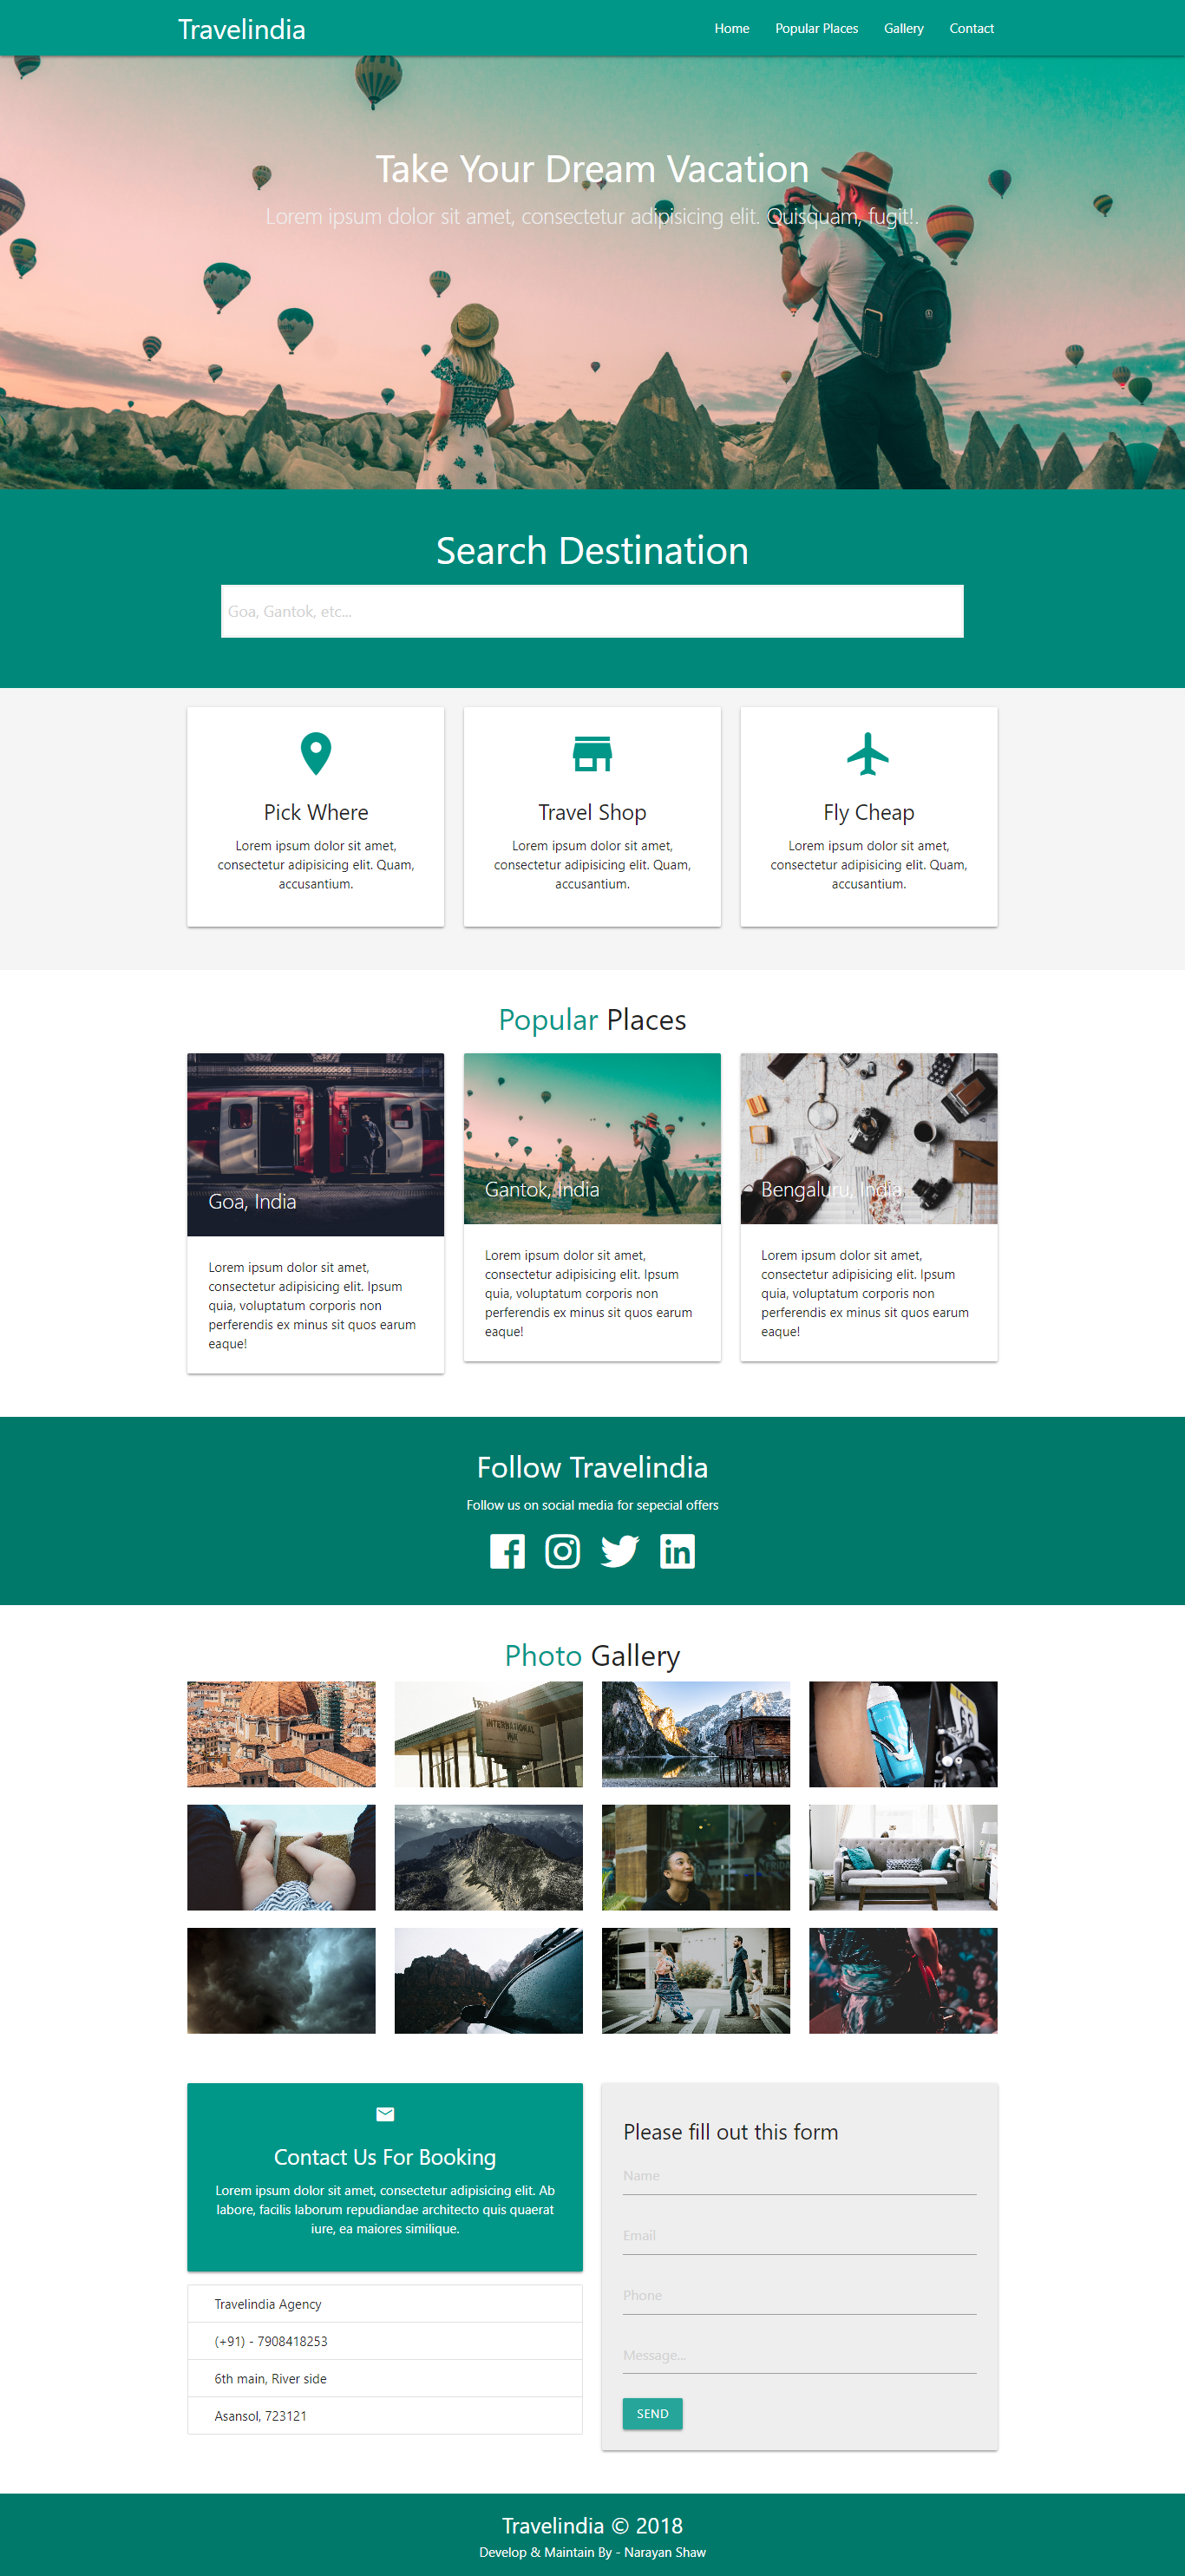 Travelindia
Home Popular Places Gallery Contact
Take Your Dream Vacation
Lorem ipsum dolor sit amet, consectetur adipisicing elit. Quisquam, fugit!.
Search Destination
Goa, Gantok, etc...
Pick Where
Lorem ipsum dolor sit amet,
consectetur adipisicing elit. Quam,
accusantium.
Travel Shop
Lorem ipsum dolor sit amet,
consectetur adipisicing elit. Quam,
accusantium.
Fly Cheap
Lorem ipsum dolor sit amet,
consectetur adipisicing elit. Quam,
accusantium.
Popular Places
Goa, India
Lorem ipsum dolor sit amet,
consectetur adipisicing elit. Ipsum
quia, voluptatum corporis non
perferendis ex minus sit quos earum
eaque!
Gantok, India
Lorem ipsum dolor sit amet,
consectetur adipisicing elit. Ipsum
quia, voluptatum corporis non
perferendis ex minus sit quos earum
eaque!
Bengaluru, India
Lorem ipsum dolor sit amet,
consectetur adipisicing elit. Ipsum
quia, voluptatum corporis non
perferendis ex minus sit quos earum
eaque!
Follow Travelindia
Follow us on social media for sepecial offers
Photo Gallery
INTERNATIONAL
Contact Us For Booking
Lorem ipsum dolor sit amet, consectetur adipisicing elit. Ab
labore, facilis laborum repudiandae architecto quis quaerat
iure, ea maiores similique.
Travelindia Agency
(+91) - 7908418253
6th main, River side
Asansol, 723121
Please fill out this form
Name
Email
Phone
Message...
SEND
Travelindia © 2018
Develop & Maintain By - Narayan Shaw